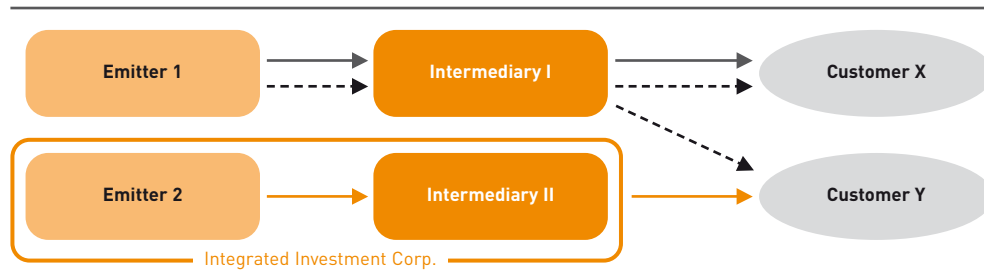 Emitter 1
Intermediary I
Customer X
Emitter 2
Intermediary II
Customer Y
Integrated Investment Corp.